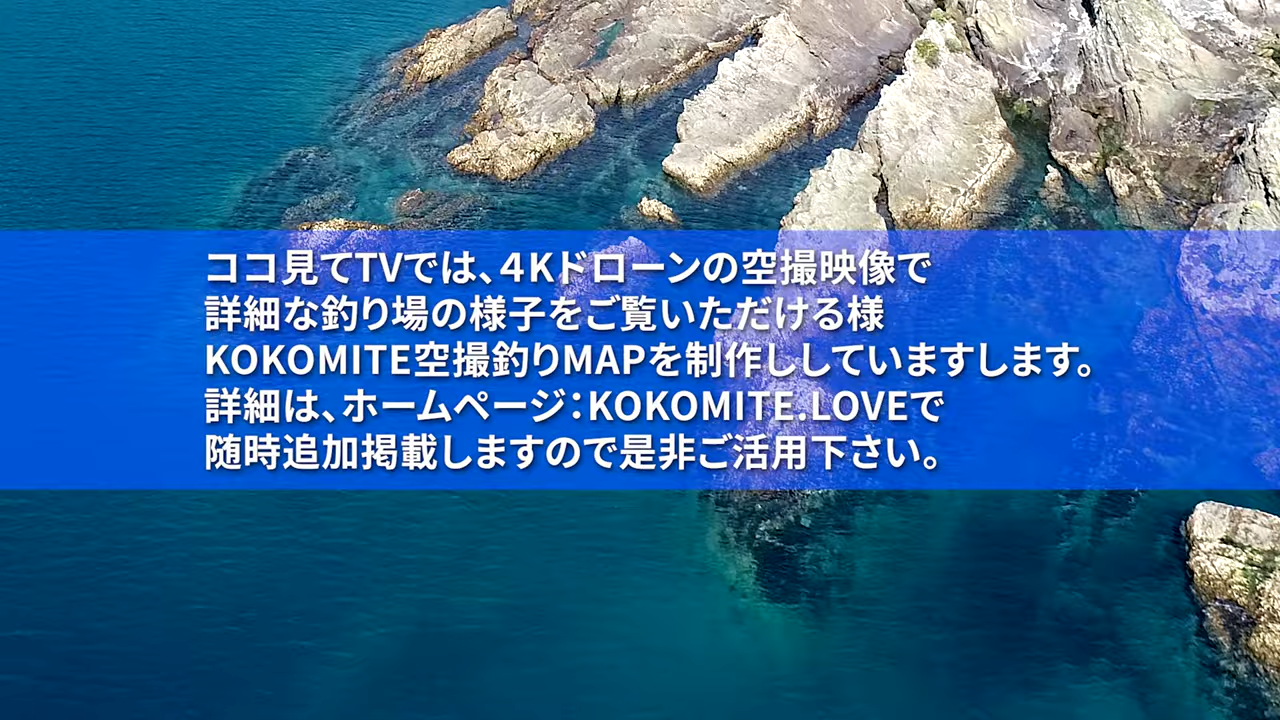 ココ見てTVでは、4Kドローンの空撮映像で
詳細な釣り場の様子をご覧いただける様
KOKOMITE空撮釣りMAPを制作ししていますします。
詳細は、ホームページ：KOKOMITE.LOVEで
随時追加掲載しますので是非ご活用下さい。